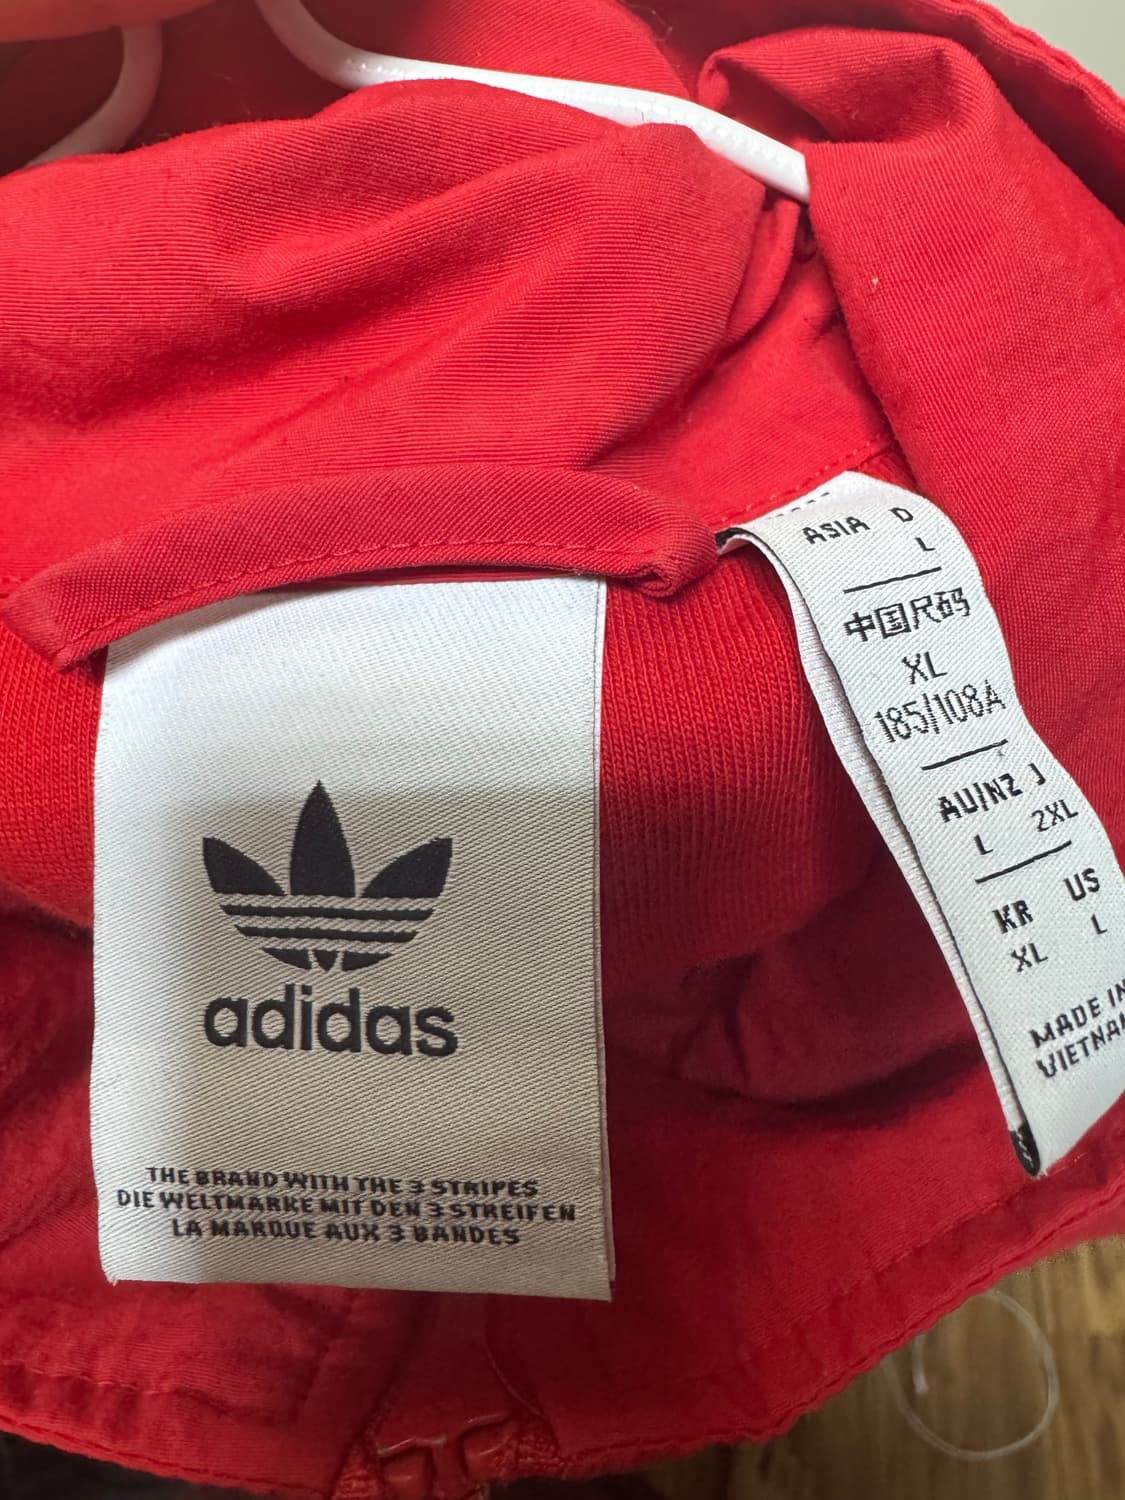 adidas
THE BRAND WITH THE 3 STRIPES
DIE WELTMARKE MIT DEN 3 STREIFEN
LA MARQUE AUX 3 BANDES
ASIA D
L
中国尺码
XL
185/108A
AU/NZ J
L 2XL
KR US
XL L
MADE IN